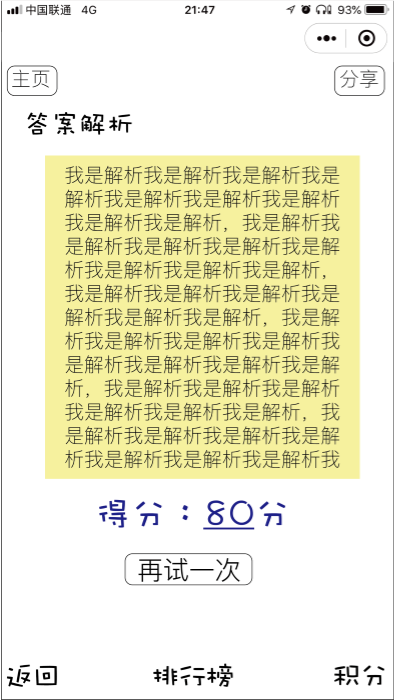 中国联通 4G 21:47 93%
主页 分享
答案解析
我是解析我是解析我是解析我是
解析我是解析我是解析我是解析
我是解析我是解析，我是解析我
是解析我是解析我是解析我是解
析我是解析我是解析我是解析，
我是解析我是解析我是解析我是
解析我是解析我是解析，我是解
析我是解析我是解析我是解析我
是解析我是解析我是解析我是解
析，我是解析我是解析我是解析
我是解析我是解析我是解析，我
是解析我是解析我是解析我是解
析我是解析我是解析我是解析我
得分：80分
再试一次
返回 排行榜 积分